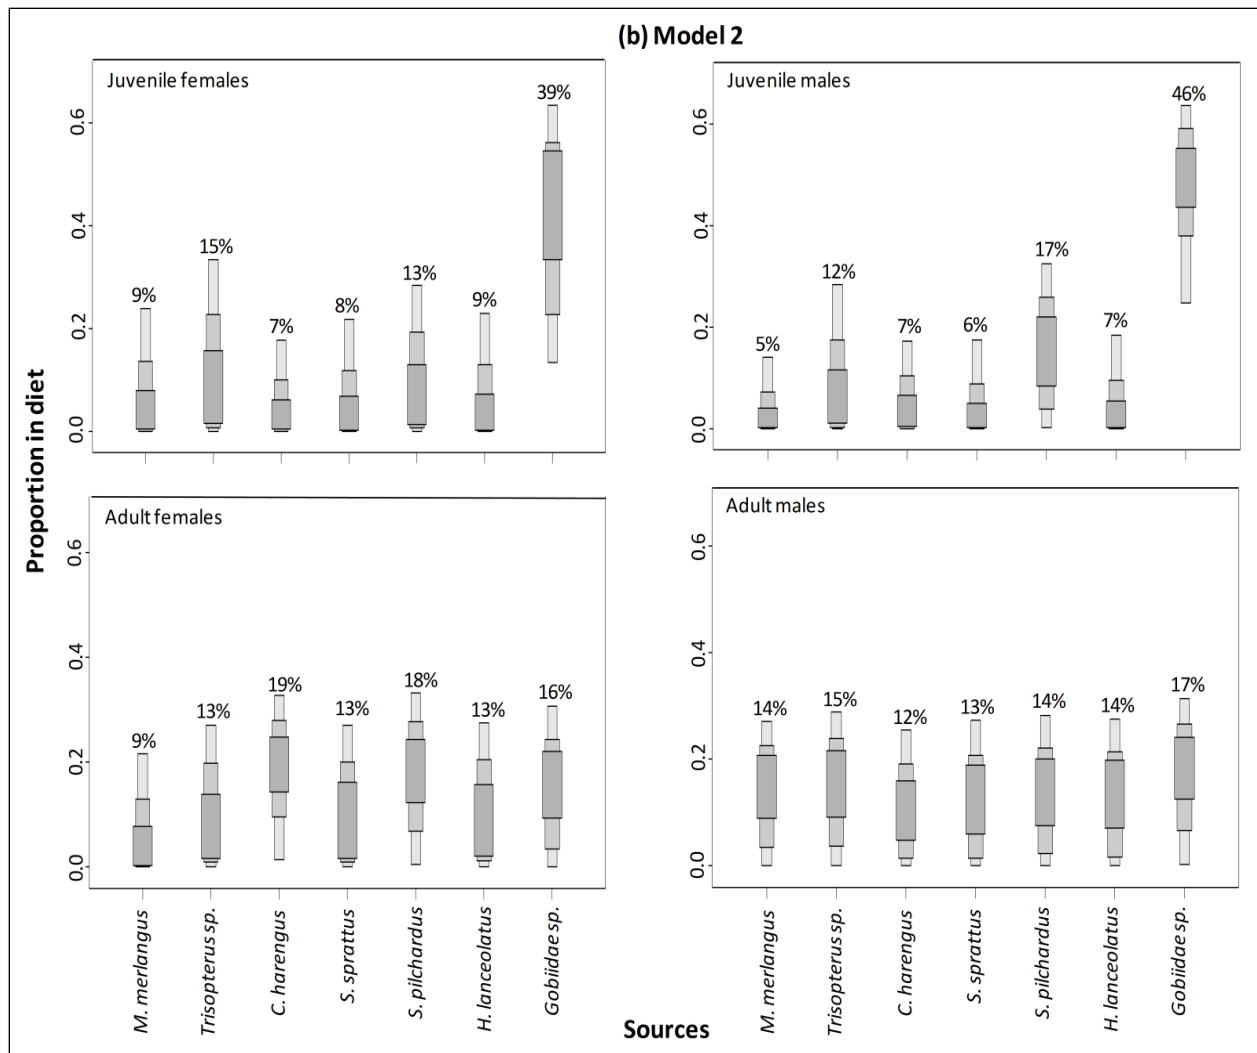 (b) Model 2
Proportion in diet
Juvenile females
0.0 0.2 0.4 0.6
9% 15% 7% 8% 13% 9% 39%
Juvenile males
0.0 0.2 0.4 0.6
5% 12% 7% 6% 17% 7% 46%
Adult females
0.0 0.2 0.4 0.6
9% 13% 19% 13% 18% 13% 16%
Adult males
0.0 0.2 0.4 0.6
14% 15% 12% 13% 14% 14% 17%
M. merlangus
Trisopterus sp.
C. harengus
S. sprattus
S. pilchardus
H. lanceolatus
Gobiidae sp.
M. merlangus
Trisopterus sp.
C. harengus
S. sprattus
S. pilchardus
H. lanceolatus
Gobiidae sp.
Sources